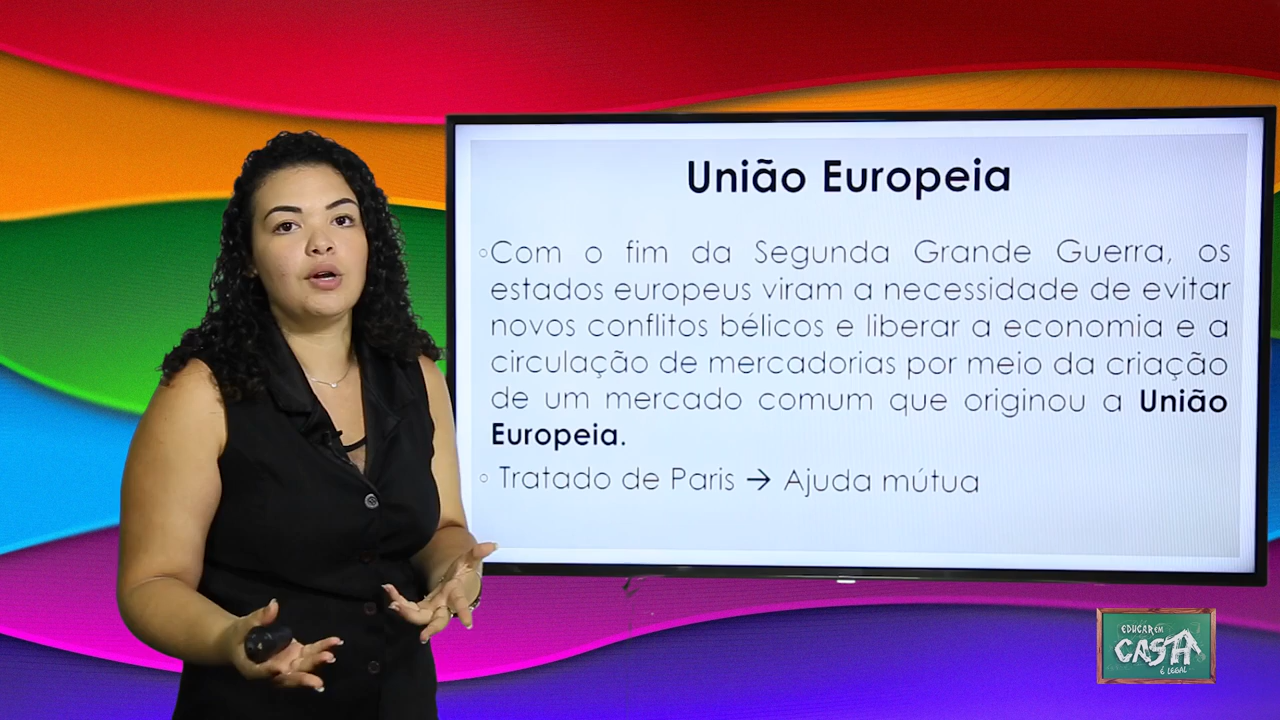 União Europeia
◦Com o fim da Segunda Grande Guerra, os
estados europeus viram a necessidade de evitar
novos conflitos bélicos e liberar a economia e a
circulação de mercadorias por meio da criação
de um mercado comum que originou a União
Europeia.
◦ Tratado de Paris → Ajuda mútua
EDUCAR EM
CASA
É LEGAL